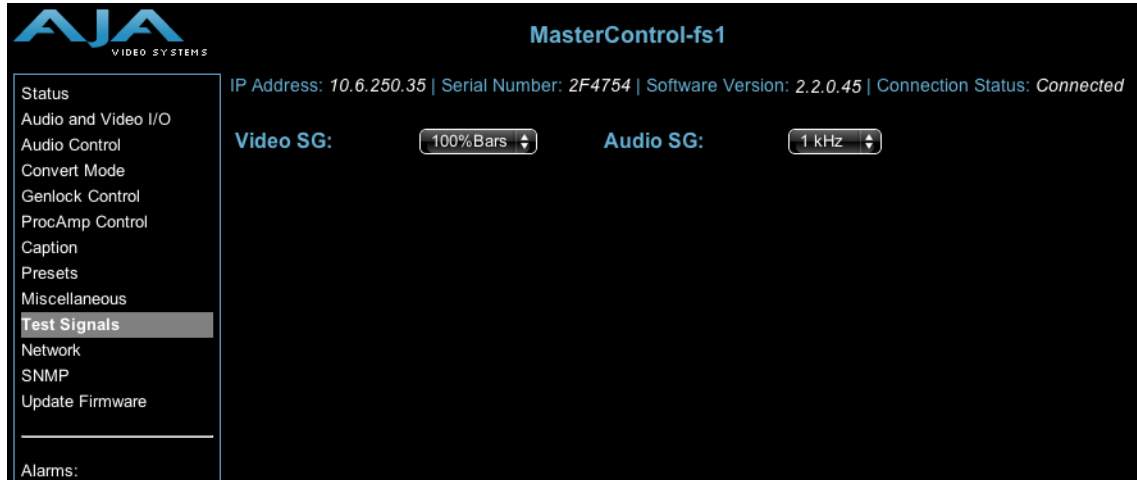 AJA
VIDEO SYSTEMS
MasterControl-fs1
IP Address: 10.6.250.35 | Serial Number: 2F4754 | Software Version: 2.2.0.45 | Connection Status: Connected
Status
Audio and Video I/O
Audio Control
Convert Mode
Genlock Control
ProcAmp Control
Caption
Presets
Miscellaneous
Test Signals
Network
SNMP
Update Firmware
Alarms:
Video SG: 100%Bars Audio SG: 1 kHz